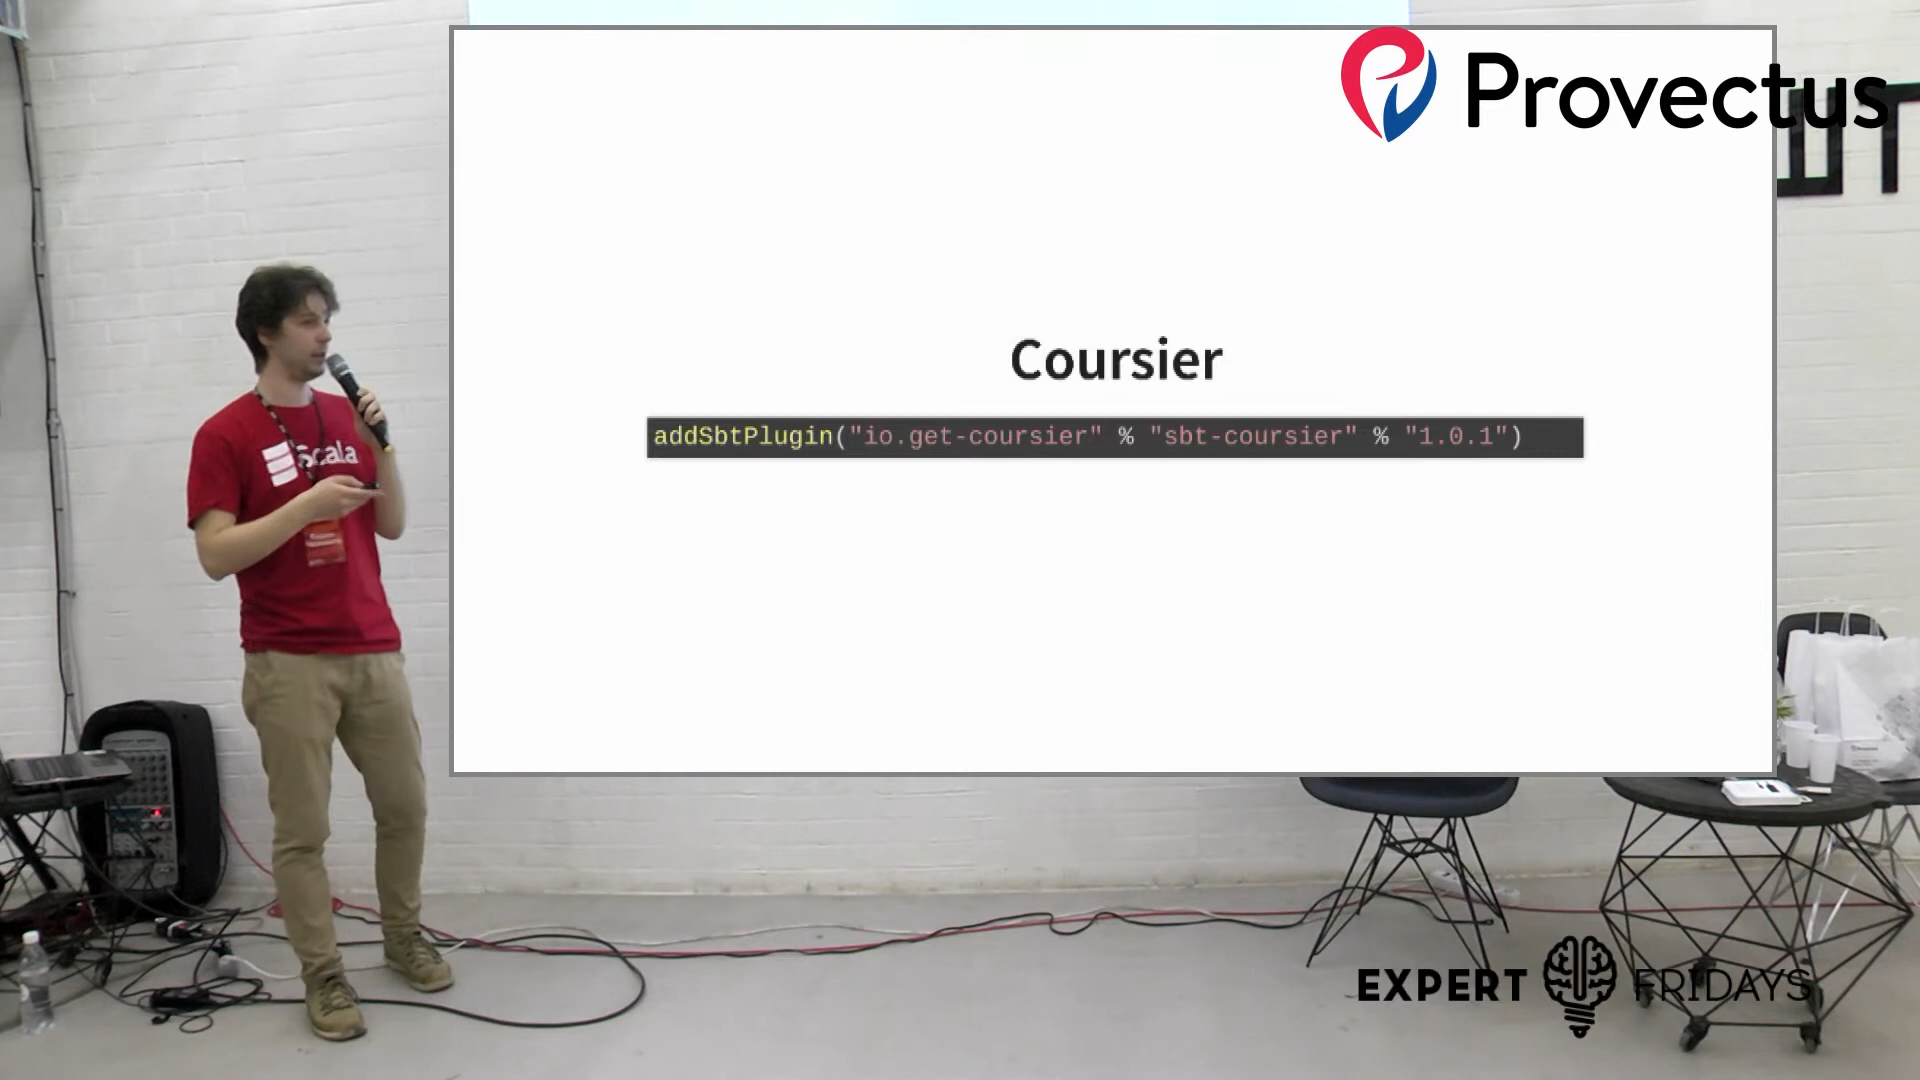 Provectus
Coursier
addSbtPlugin("io.get-coursier" % "sbt-coursier" % "1.0.1")
Scala
EXPERT FRIDAYS